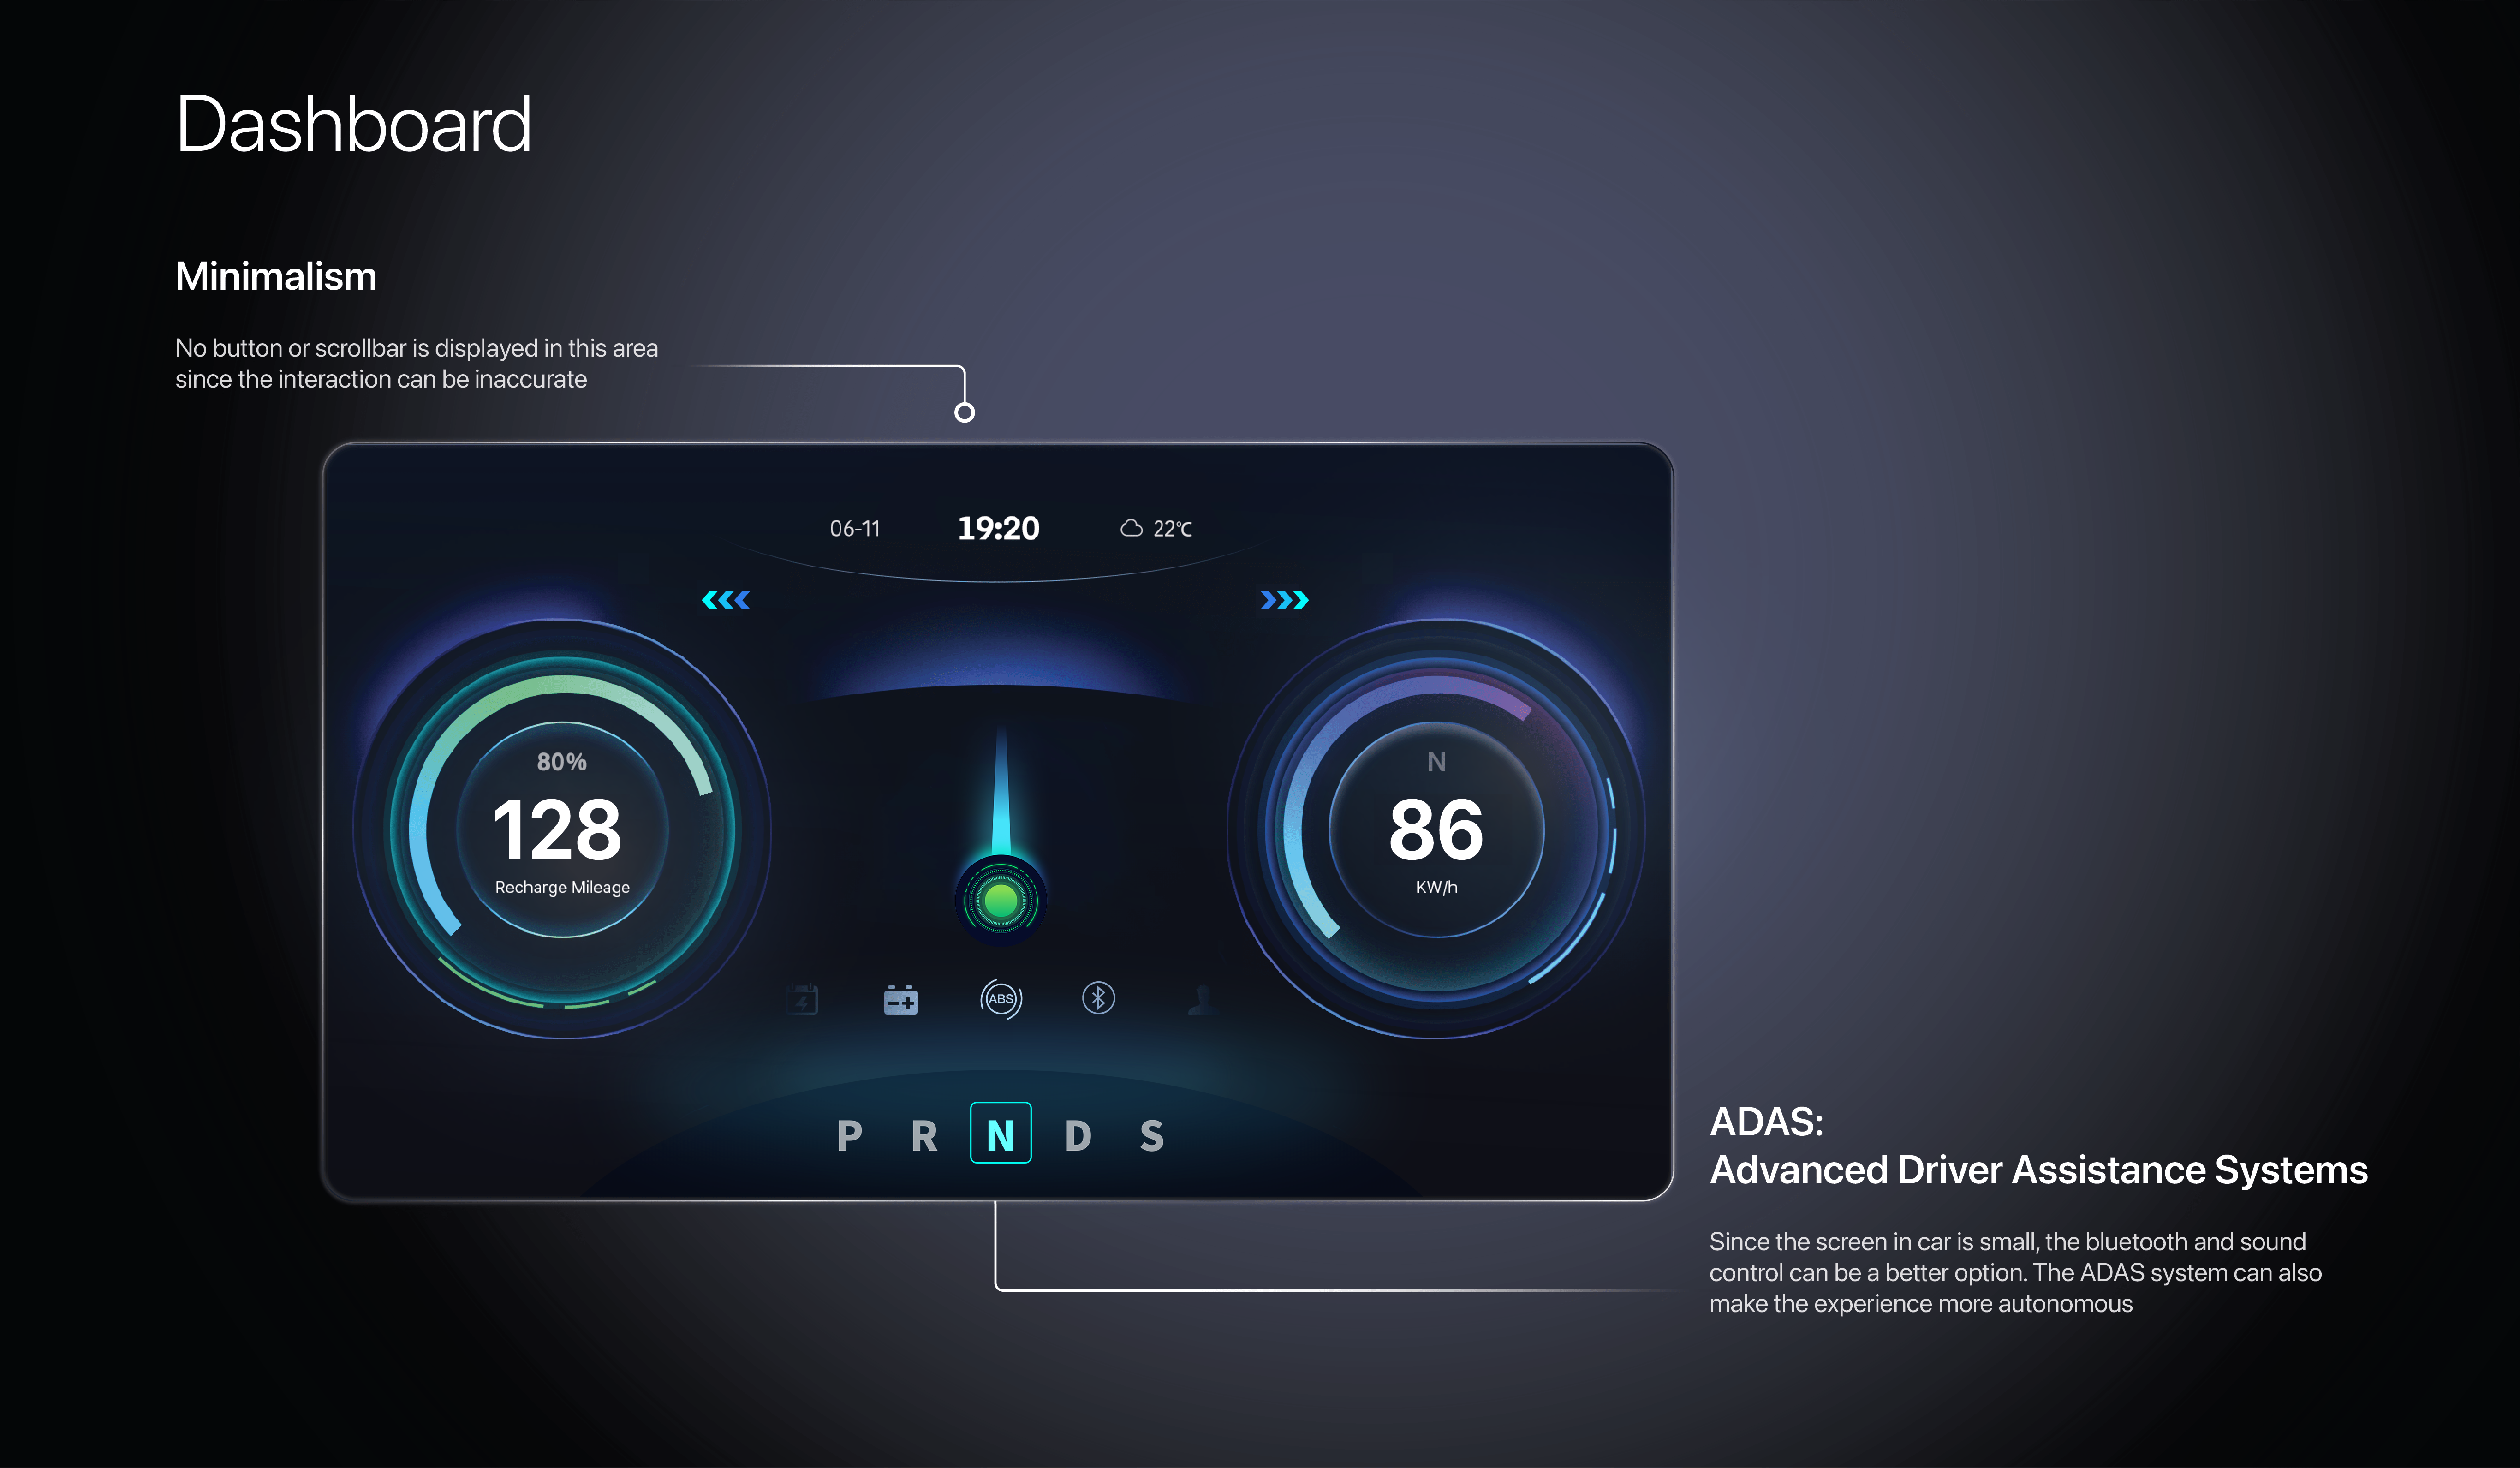 Dashboard
Minimalism
No button or scrollbar is displayed in this area
since the interaction can be inaccurate
06-11 19:20 22℃
80%
128
Recharge Mileage
N
86
KW/h
ABS
P R N D S
ADAS:
Advanced Driver Assistance Systems
Since the screen in car is small, the bluetooth and sound
control can be a better option. The ADAS system can also
make the experience more autonomous